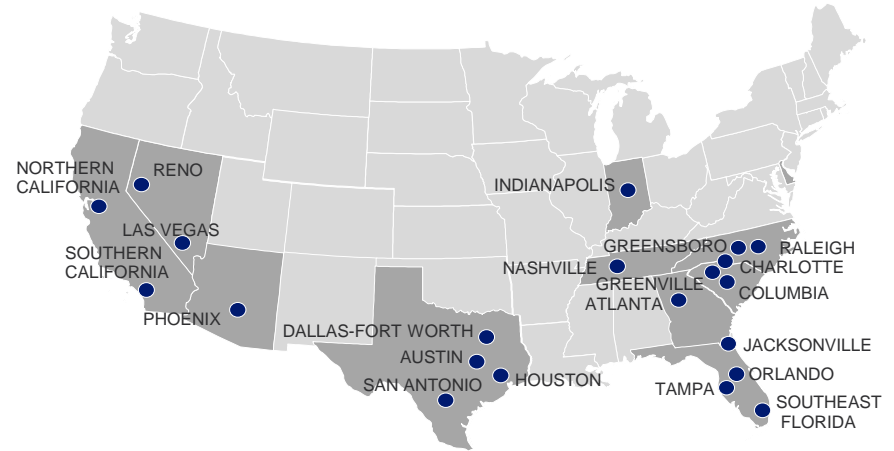 NORTHERN
CALIFORNIA
RENO
LAS VEGAS
SOUTHERN
CALIFORNIA
PHOENIX
DALLAS-FORT WORTH
AUSTIN
SAN ANTONIO
HOUSTON
INDIANAPOLIS
NASHVILLE
GREENSBORO
RALEIGH
CHARLOTTE
GREENVILLE
COLUMBIA
ATLANTA
JACKSONVILLE
ORLANDO
TAMPA
SOUTHEAST
FLORIDA